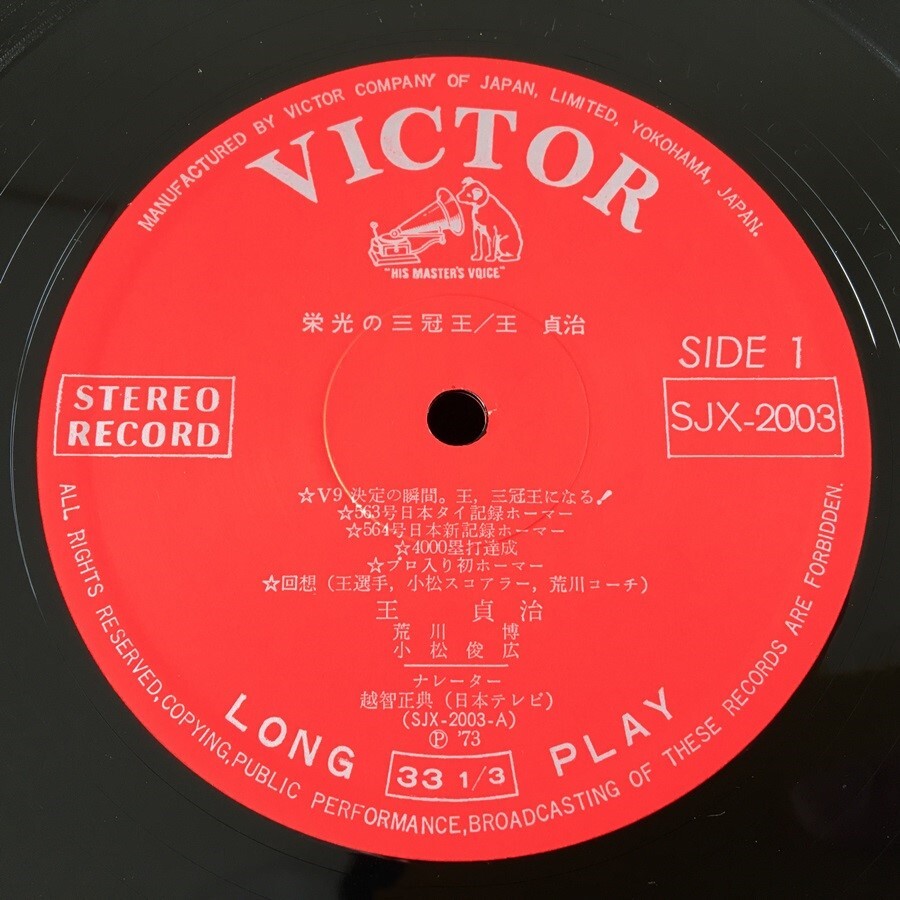 MANUFACTURED BY VICTOR COMPANY OF JAPAN, LIMITED, YOKOHAMA, JAPAN.
VICTOR
"HIS MASTER'S VOICE"
栄光の三冠王/王 貞治
STEREO
RECORD
SIDE 1
SJX-2003
☆V9 決定の瞬間。王,三冠王になる!
☆563号日本タイ記録ホーマー
☆564号日本新記録ホーマー
☆4000塁打達成
☆プロ入り初ホーマー
☆回想(王選手,小松スコアラー,荒川コーチ)
王 貞 治
荒 川 博
小 松 俊 広
ナレーター
越智正典(日本テレビ)
(SJX-2003-A)
Ⓟ '73
LONG PLAY
33 1/3
ALL RIGHTS RESERVED,COPYING,PUBLIC PERFORMANCE,BROADCASTING OF THESE RECORDS ARE FORBIDDEN.